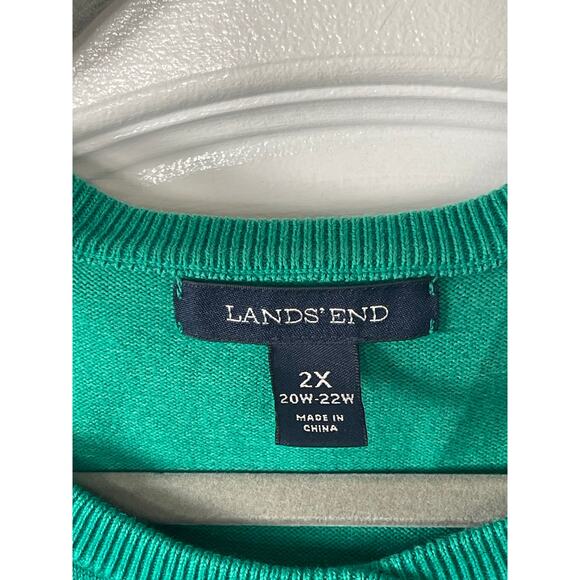 LANDS' END
2X
20W-22W
MADE IN
CHINA